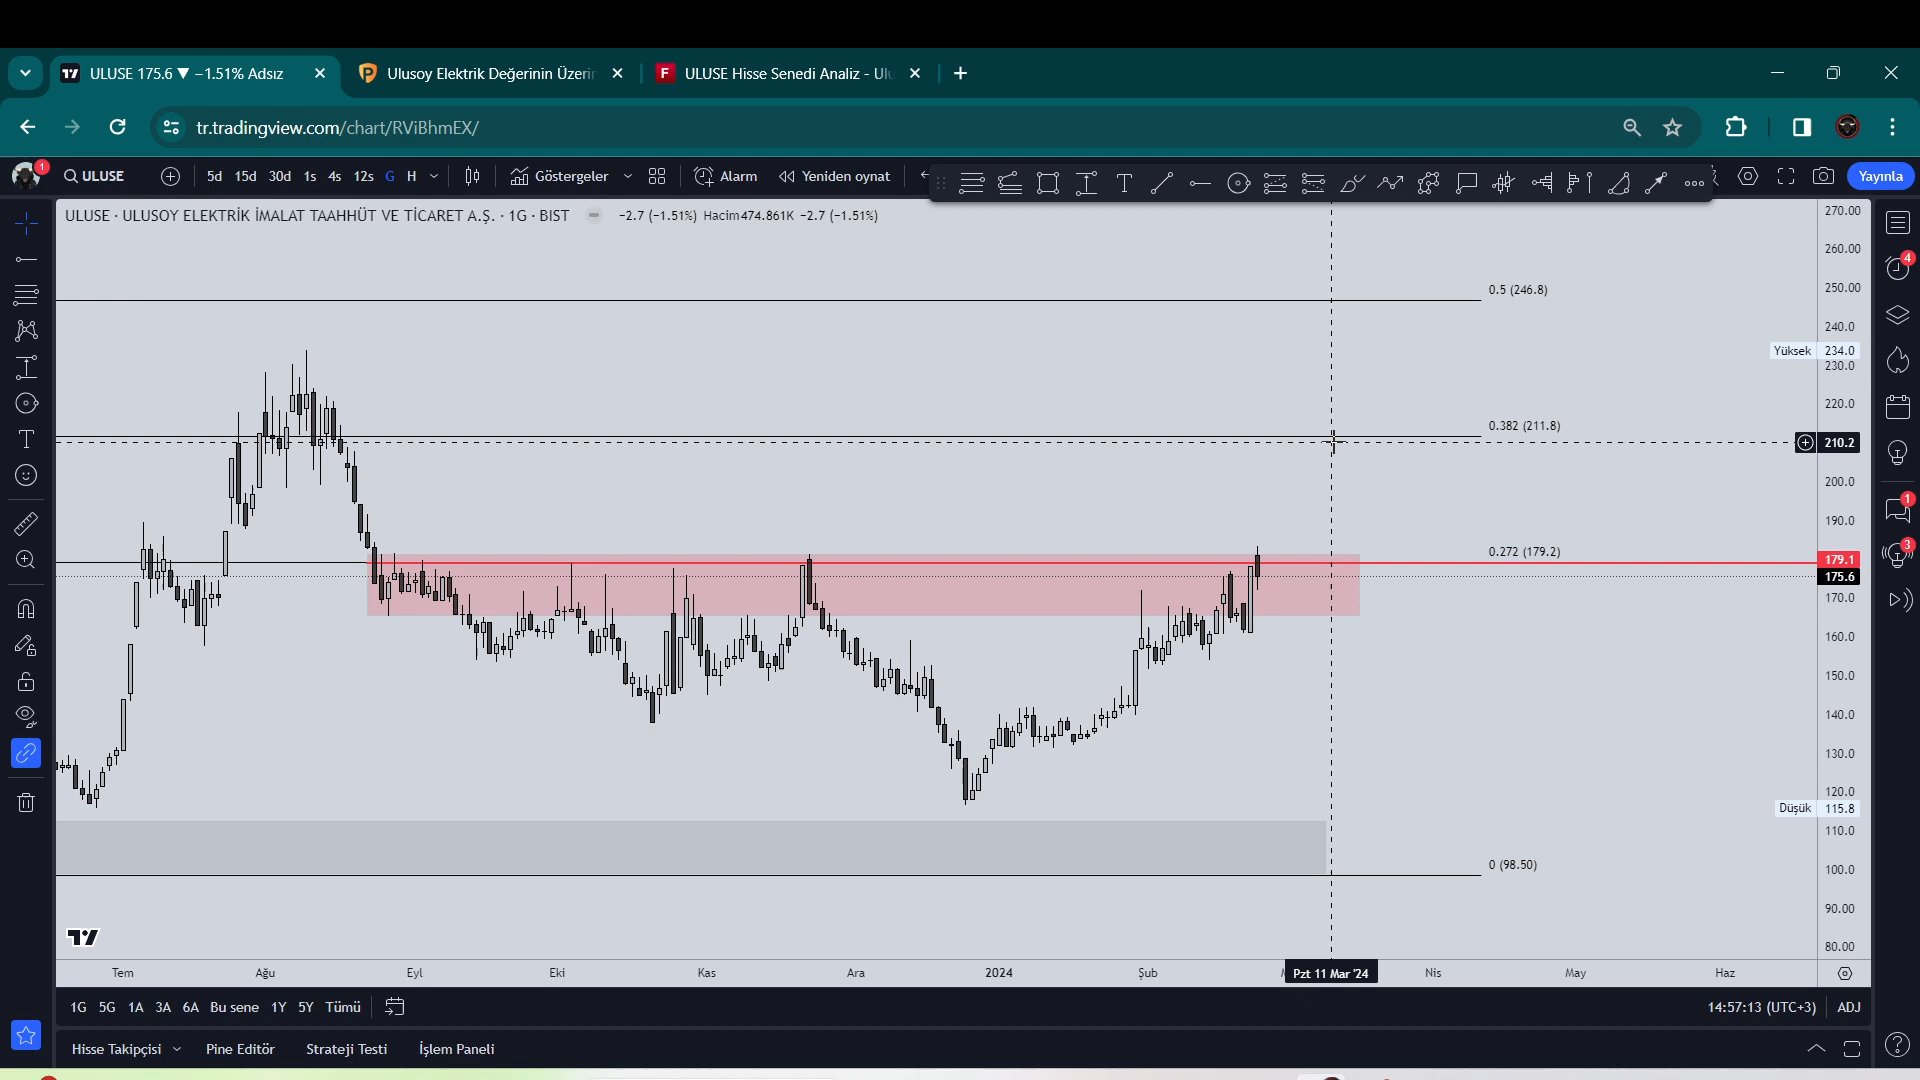 ULUSE 175.6 ▼ −1.51% Adsız
Ulusoy Elektrik Değerinin Üzerin
ULUSE Hisse Senedi Analiz - Ulu
tr.tradingview.com/chart/RViBhmEX/
1
ULUSE
5d 15d 30d 1s 4s 12s G H
Göstergeler
Alarm
Yeniden oynat
Yayınla
ULUSE · ULUSOY ELEKTRİK İMALAT TAAHHÜT VE TİCARET A.Ş. · 1G · BIST
−2.7 (−1.51%) Hacim 474.861K −2.7 (−1.51%)
270.00
260.00
4
0.5 (246.8)
250.00
240.0
Yüksek 234.0
230.0
220.0
0.382 (211.8)
210.2
200.0
1
190.0
3
0.272 (179.2)
179.1
175.6
170.0
160.0
150.0
140.0
130.0
120.0
Düşük 115.8
110.0
0 (98.50)
100.0
90.00
80.00
Tem Ağu Eyl Eki Kas Ara 2024 Şub Pzt 11 Mar '24 Nis May Haz
1G 5G 1A 3A 6A Bu sene 1Y 5Y Tümü
14:57:13 (UTC+3) ADJ
Hisse Takipçisi Pine Editör Strateji Testi İşlem Paneli